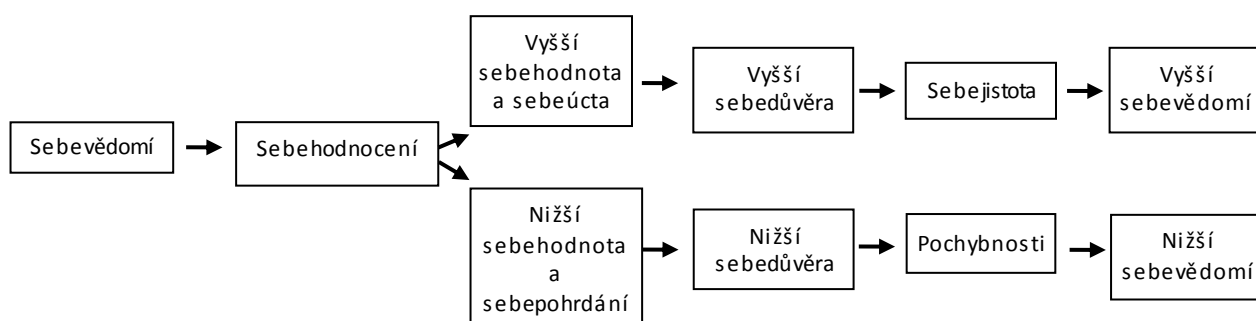 Sebevědomí
Sebehodnocení
Vyšší
sebehodnota
a sebeúcta
Vyšší
sebedůvěra
Sebejistota
Vyšší
sebevědomí
Nižší
sebehodnota
a
sebepohrdání
Nižší
sebedůvěra
Pochybnosti
Nižší
sebevědomí